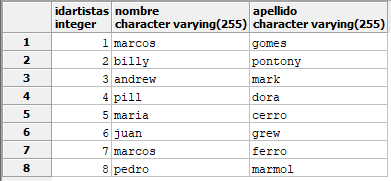 idartistas nombre apellido
integer character varying(255) character varying(255)
1 1 marcos gomes
2 2 billy pontony
3 3 andrew mark
4 4 pill dora
5 5 maria cerro
6 6 juan grew
7 7 marcos ferro
8 8 pedro marmol